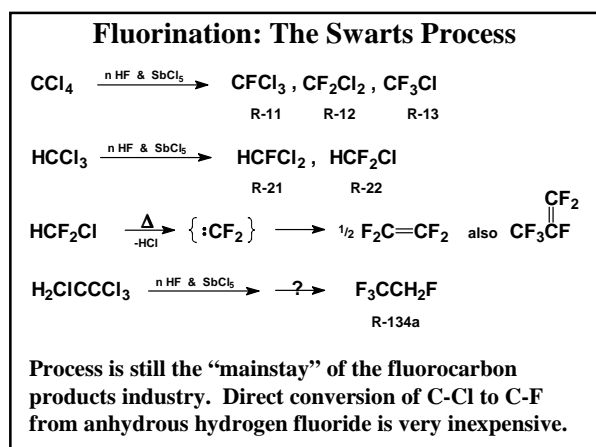 Fluorination: The Swarts Process
CCl4 n HF & SbCl5 CFCl3 , CF2Cl2 , CF3Cl
R-11 R-12 R-13
HCCl3 n HF & SbCl5 HCFCl2 , HCF2Cl
R-21 R-22
HCF2Cl Δ -HCl {:CF2} 1/2 F2C=CF2 also CF3CF=CF2
H2ClCCCl3 n HF & SbCl5 ? F3CCH2F
R-134a
Process is still the “mainstay” of the fluorocarbon
products industry. Direct conversion of C-Cl to C-F
from anhydrous hydrogen fluoride is very inexpensive.